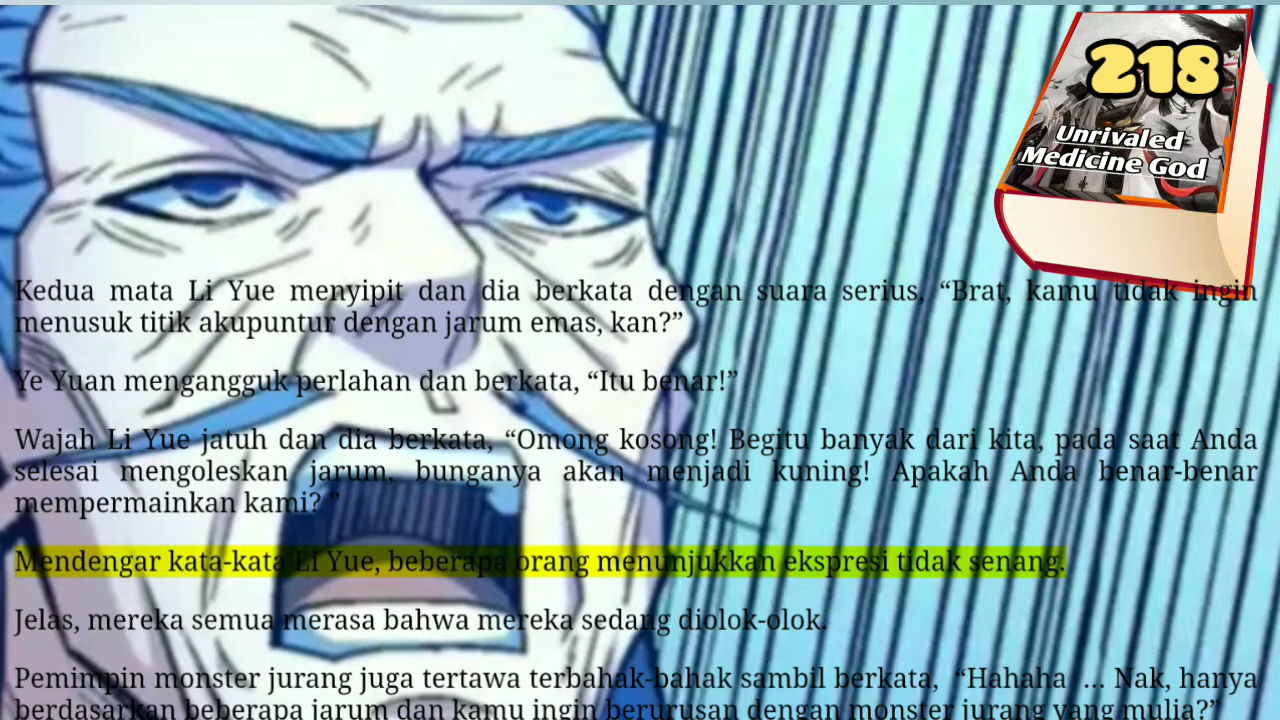 218
Unrivaled
Medicine God
Kedua mata Li Yue menyipit dan dia berkata dengan suara serius, “Brat, kamu tidak ingin
menusuk titik akupuntur dengan jarum emas, kan?”
Ye Yuan mengangguk perlahan dan berkata, “Itu benar!”
Wajah Li Yue jatuh dan dia berkata, “Omong kosong! Begitu banyak dari kita, pada saat Anda
selesai mengoleskan jarum, bunganya akan menjadi kuning! Apakah Anda benar-benar
mempermainkan kami? ”
Mendengar kata-kata Li Yue, beberapa orang menunjukkan ekspresi tidak senang.
Jelas, mereka semua merasa bahwa mereka sedang diolok-olok.
Pemimpin monster jurang juga tertawa terbahak-bahak sambil berkata, “Hahaha ... Nak, hanya
berdasarkan beberapa jarum dan kamu ingin berurusan dengan monster jurang yang mulia?”